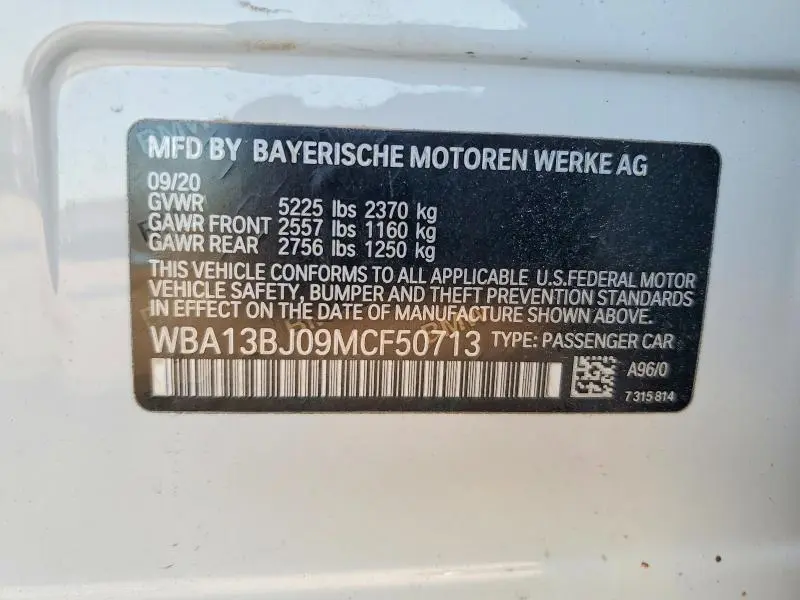 MFD BY BAYERISCHE MOTOREN WERKE AG
09/20
GVWR 5225 lbs 2370 kg
GAWR FRONT 2557 lbs 1160 kg
GAWR REAR 2756 lbs 1250 kg
THIS VEHICLE CONFORMS TO ALL APPLICABLE U.S.FEDERAL MOTOR
VEHICLE SAFETY, BUMPER AND THEFT PREVENTION STANDARDS
IN EFFECT ON THE DATE OF MANUFACTURE SHOWN ABOVE.
WBA13BJ09MCF50713 TYPE: PASSENGER CAR
A96/0
7 315 814